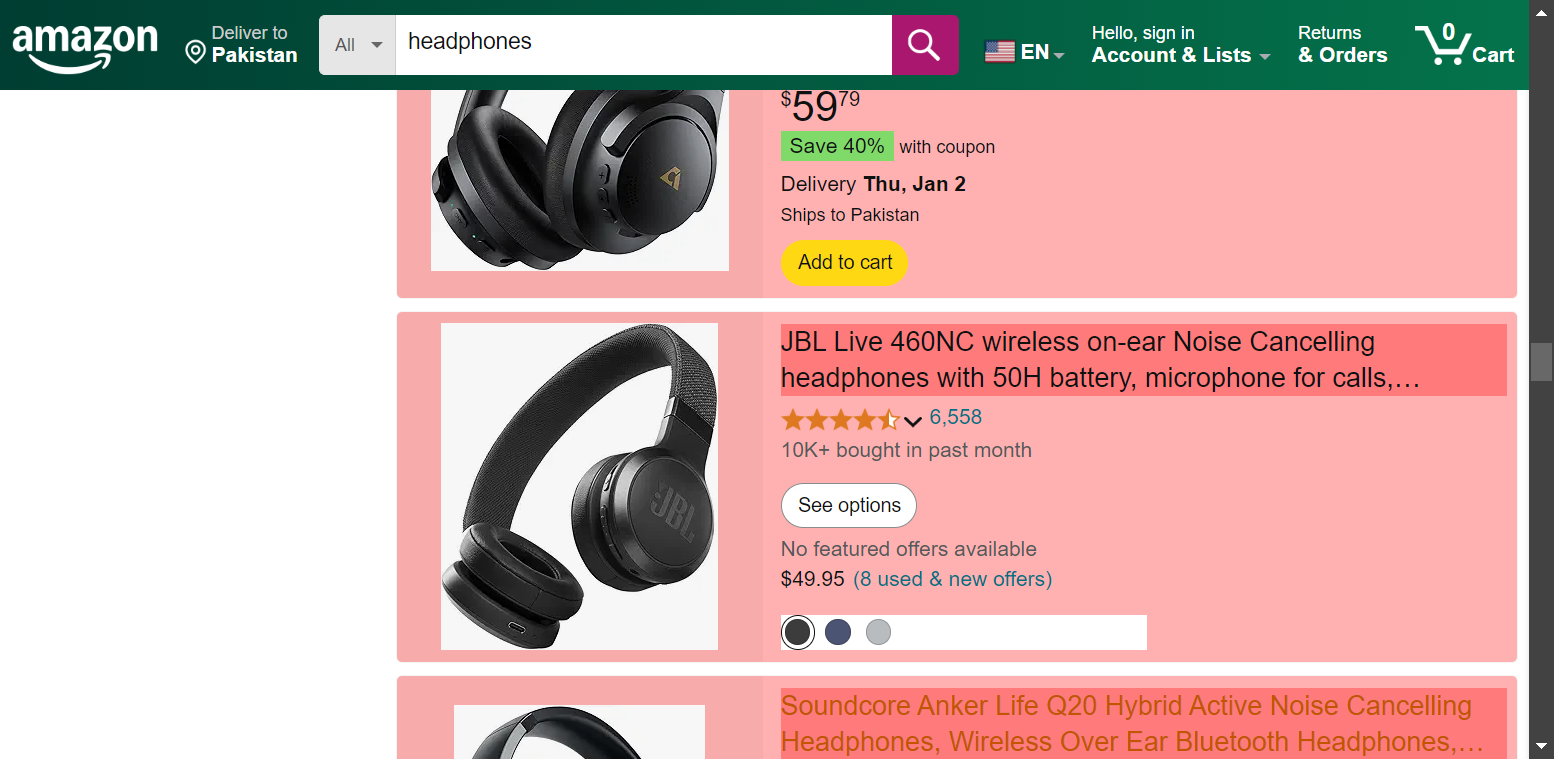 amazon
Deliver to
Pakistan
All
headphones
EN
Hello, sign in
Account & Lists
Returns
& Orders
0
Cart
$5979
Save 40% with coupon
Delivery Thu, Jan 2
Ships to Pakistan
Add to cart
JBL
JBL Live 460NC wireless on-ear Noise Cancelling
headphones with 50H battery, microphone for calls,…
6,558
10K+ bought in past month
See options
No featured offers available
$49.95 (8 used & new offers)
Soundcore Anker Life Q20 Hybrid Active Noise Cancelling
Headphones, Wireless Over Ear Bluetooth Headphones,…